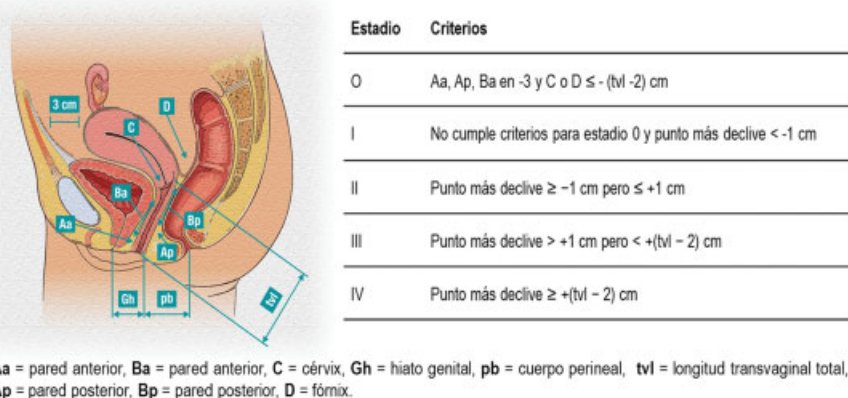 3 cm
D
C
Ba
Bp
Aa
Ap
Gh
pb
tvl
Estadio Criterios
O Aa, Ap, Ba en -3 y C o D ≤ - (tvl -2) cm
I No cumple criterios para estadio 0 y punto más declive < -1 cm
II Punto más declive ≥ −1 cm pero ≤ +1 cm
III Punto más declive > +1 cm pero < +(tvl − 2) cm
IV Punto más declive ≥ +(tvl − 2) cm
Aa = pared anterior, Ba = pared anterior, C = cérvix, Gh = hiato genital, pb = cuerpo perineal, tvl = longitud transvaginal total,
Ap = pared posterior, Bp = pared posterior, D = fórnix.